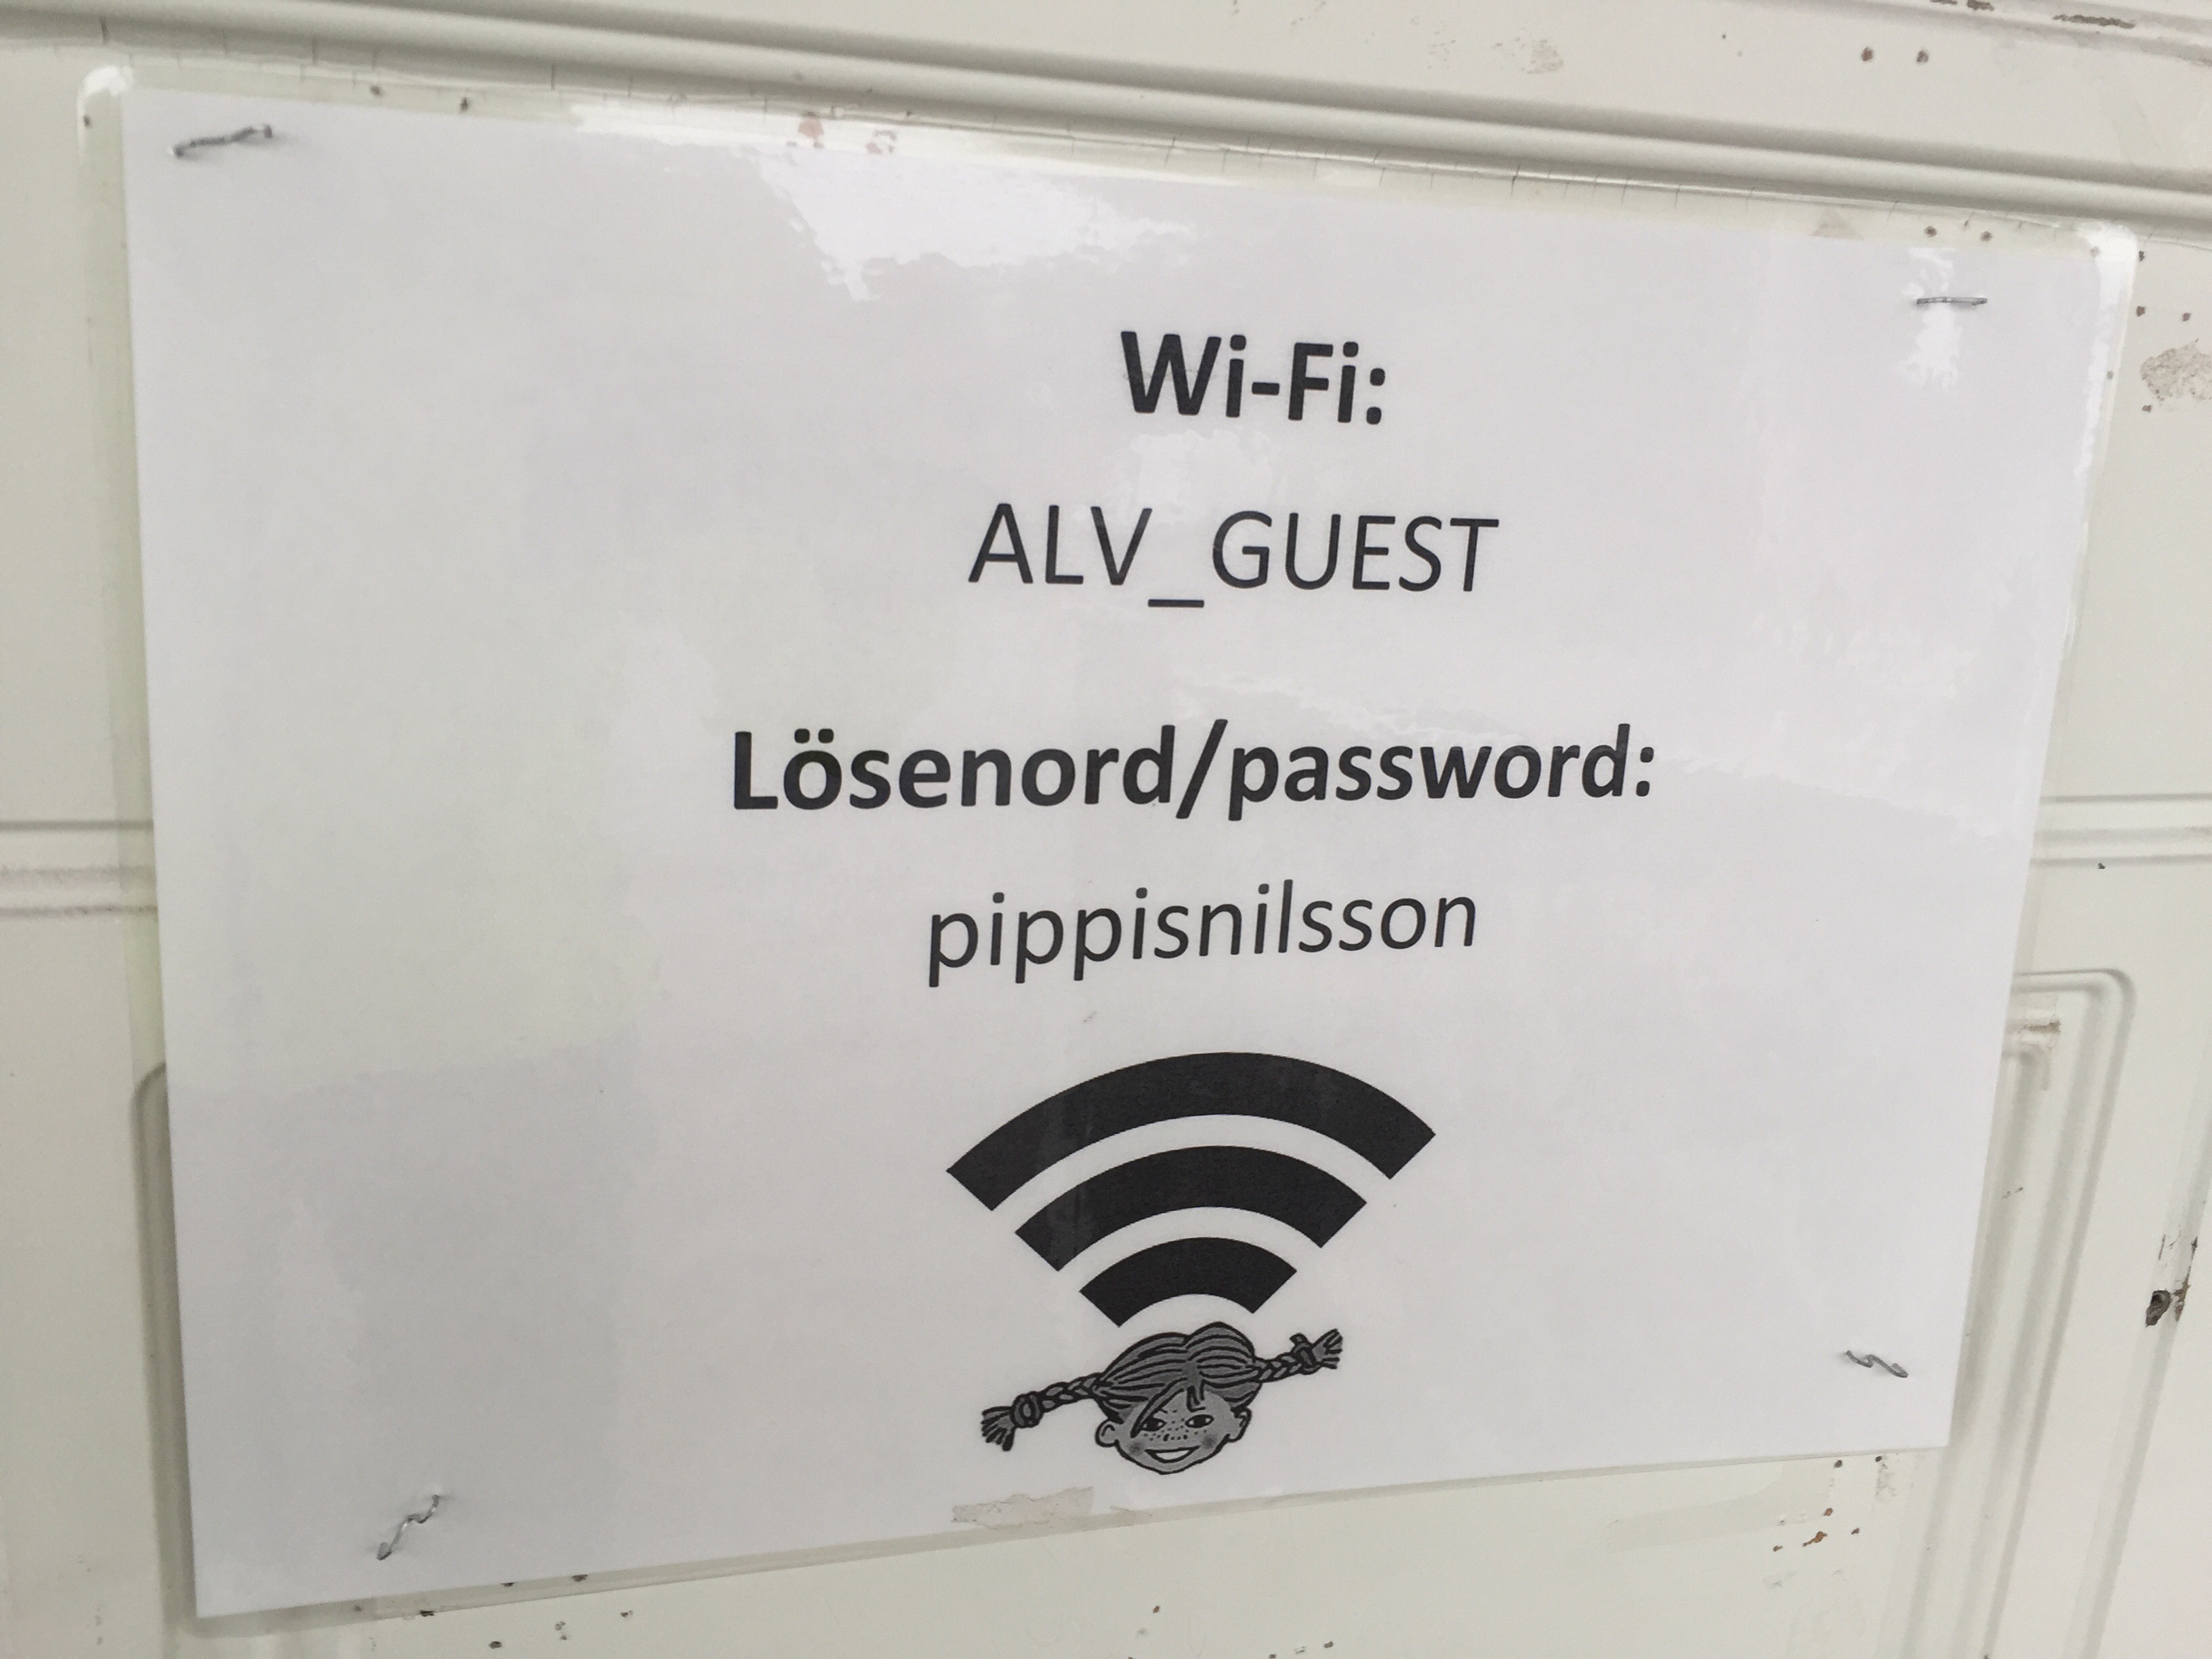 Wi-Fi:
ALV_GUEST
Lösenord/password:
pippisnilsson